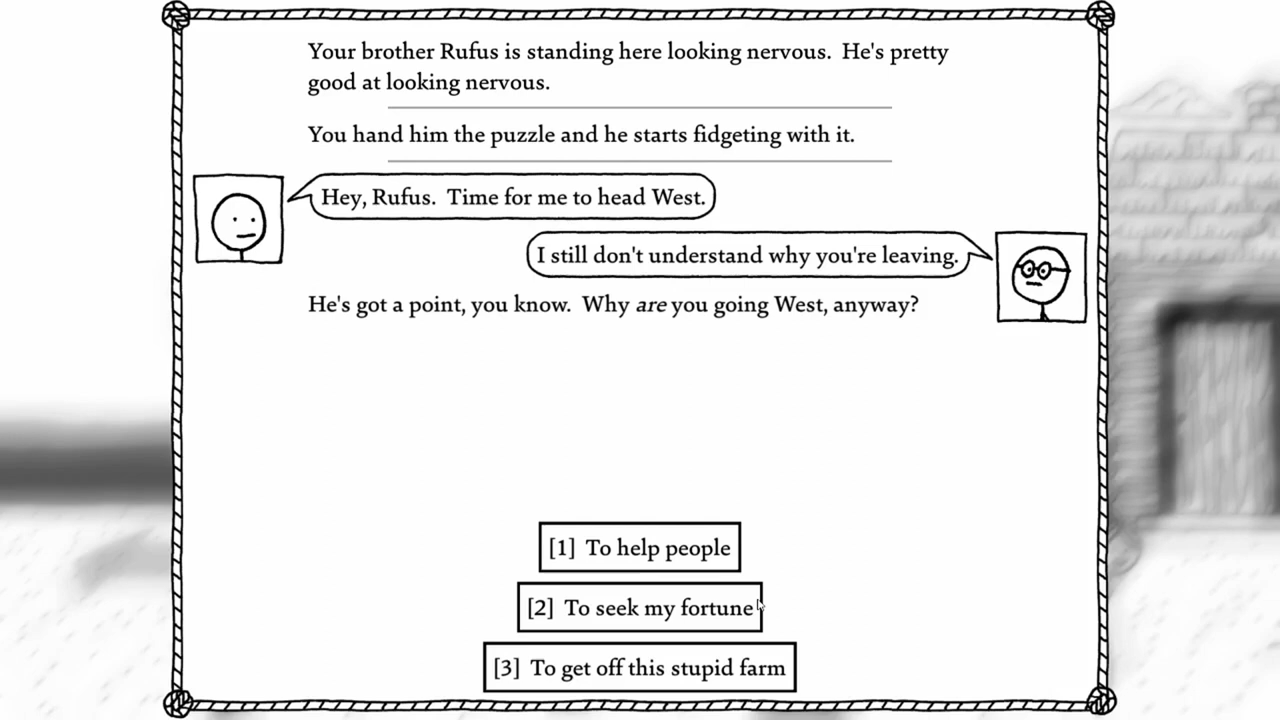 Your brother Rufus is standing here looking nervous.  He's pretty
good at looking nervous.
You hand him the puzzle and he starts fidgeting with it.
Hey, Rufus.  Time for me to head West.
I still don't understand why you're leaving.
He's got a point, you know.  Why are you going West, anyway?
[1]  To help people
[2]  To seek my fortune
[3]  To get off this stupid farm